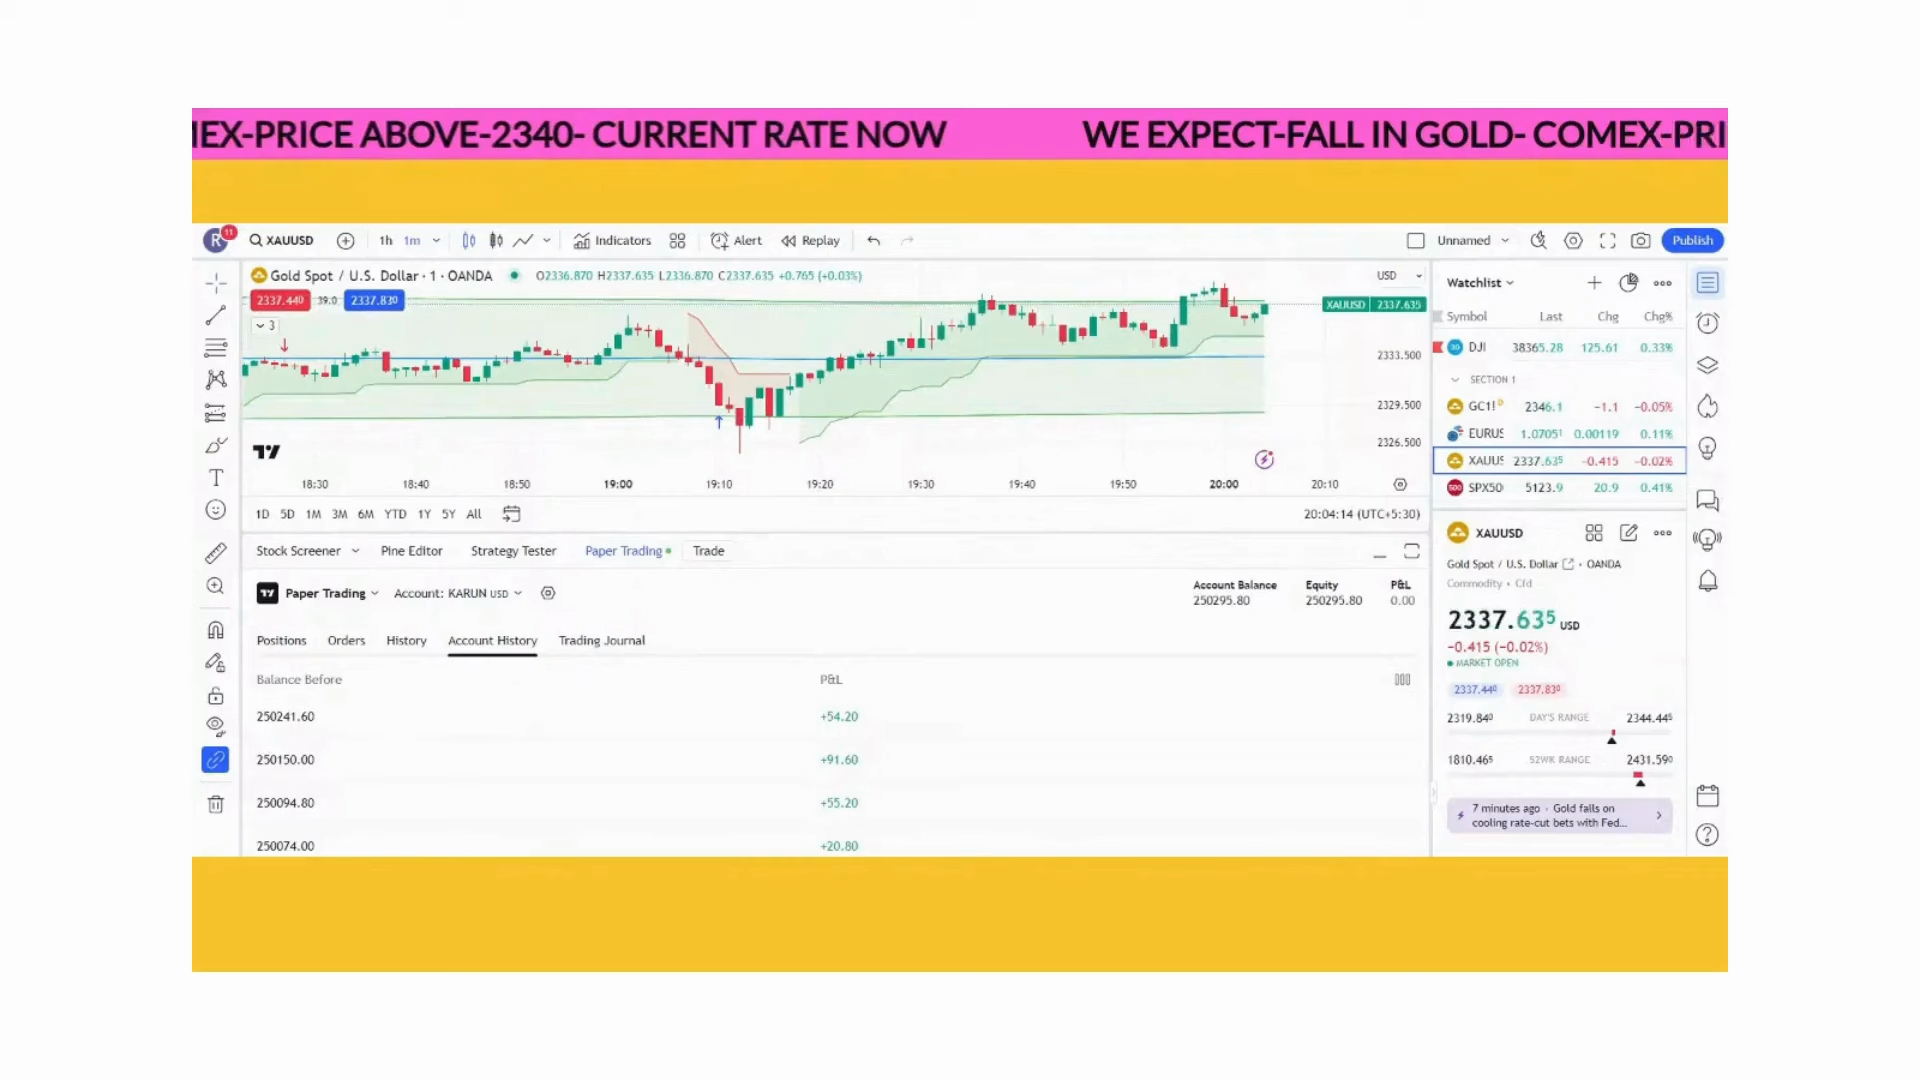 MEX-PRICE ABOVE-2340- CURRENT RATE NOW WE EXPECT-FALL IN GOLD- COMEX-PRI
R 11 XAUUSD 1h 1m Indicators Alert Replay Unnamed Publish
Gold Spot / U.S. Dollar · 1 · OANDA O2336.870 H2337.635 L2336.870 C2337.635 +0.765 (+0.03%) USD
2337.440 39.0 2337.830
3
XAUUSD 2337.635
2333.500
2329.500
2326.500
18:30 18:40 18:50 19:00 19:10 19:20 19:30 19:40 19:50 20:00 20:10
1D 5D 1M 3M 6M YTD 1Y 5Y All 20:04:14 (UTC+5:30)
Stock Screener Pine Editor Strategy Tester Paper Trading Trade
Paper Trading Account: KARUN USD
Account Balance Equity P&L
250295.80 250295.80 0.00
Positions Orders History Account History Trading Journal
Balance Before P&L
250241.60 +54.20
250150.00 +91.60
250094.80 +55.20
250074.00 +20.80
Watchlist
Symbol Last Chg Chg%
30 DJI 38365.28 125.61 0.33%
SECTION 1
GC1! D 2346.1 −1.1 −0.05%
EURUS 1.07051 0.00119 0.11%
XAUUS 2337.635 −0.415 −0.02%
500 SPX50 5123.9 20.9 0.41%
XAUUSD
Gold Spot / U.S. Dollar · OANDA
Commodity · Cfd
2337.635 USD
−0.415 (−0.02%)
MARKET OPEN
2337.440 2337.830
2319.840 DAY'S RANGE 2344.445
1810.465 52WK RANGE 2431.590
7 minutes ago · Gold falls on
cooling rate-cut bets with Fed...